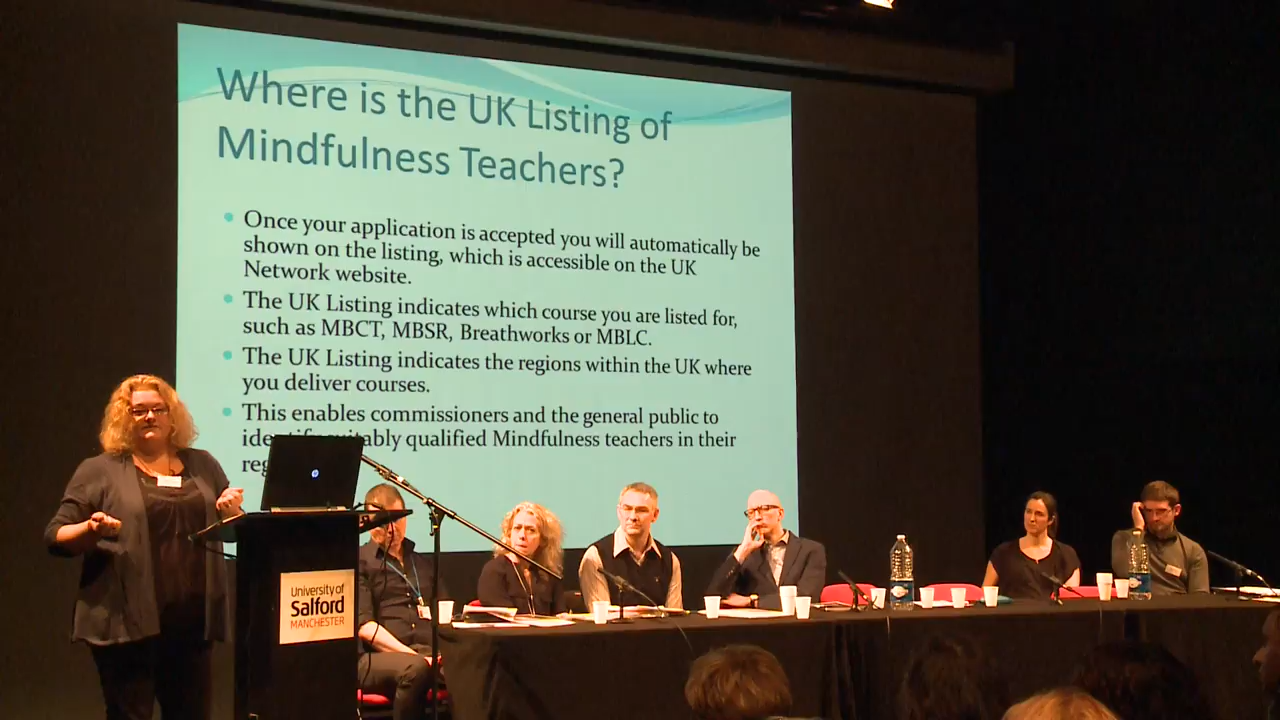 Where is the UK Listing of
Mindfulness Teachers?
Once your application is accepted you will automatically be
shown on the listing, which is accessible on the UK
Network website.
The UK Listing indicates which course you are listed for,
such as MBCT, MBSR, Breathworks or MBLC.
The UK Listing indicates the regions within the UK where
you deliver courses.
This enables commissioners and the general public to
qualified Mindfulness teachers in their
University of
Salford
MANCHESTER